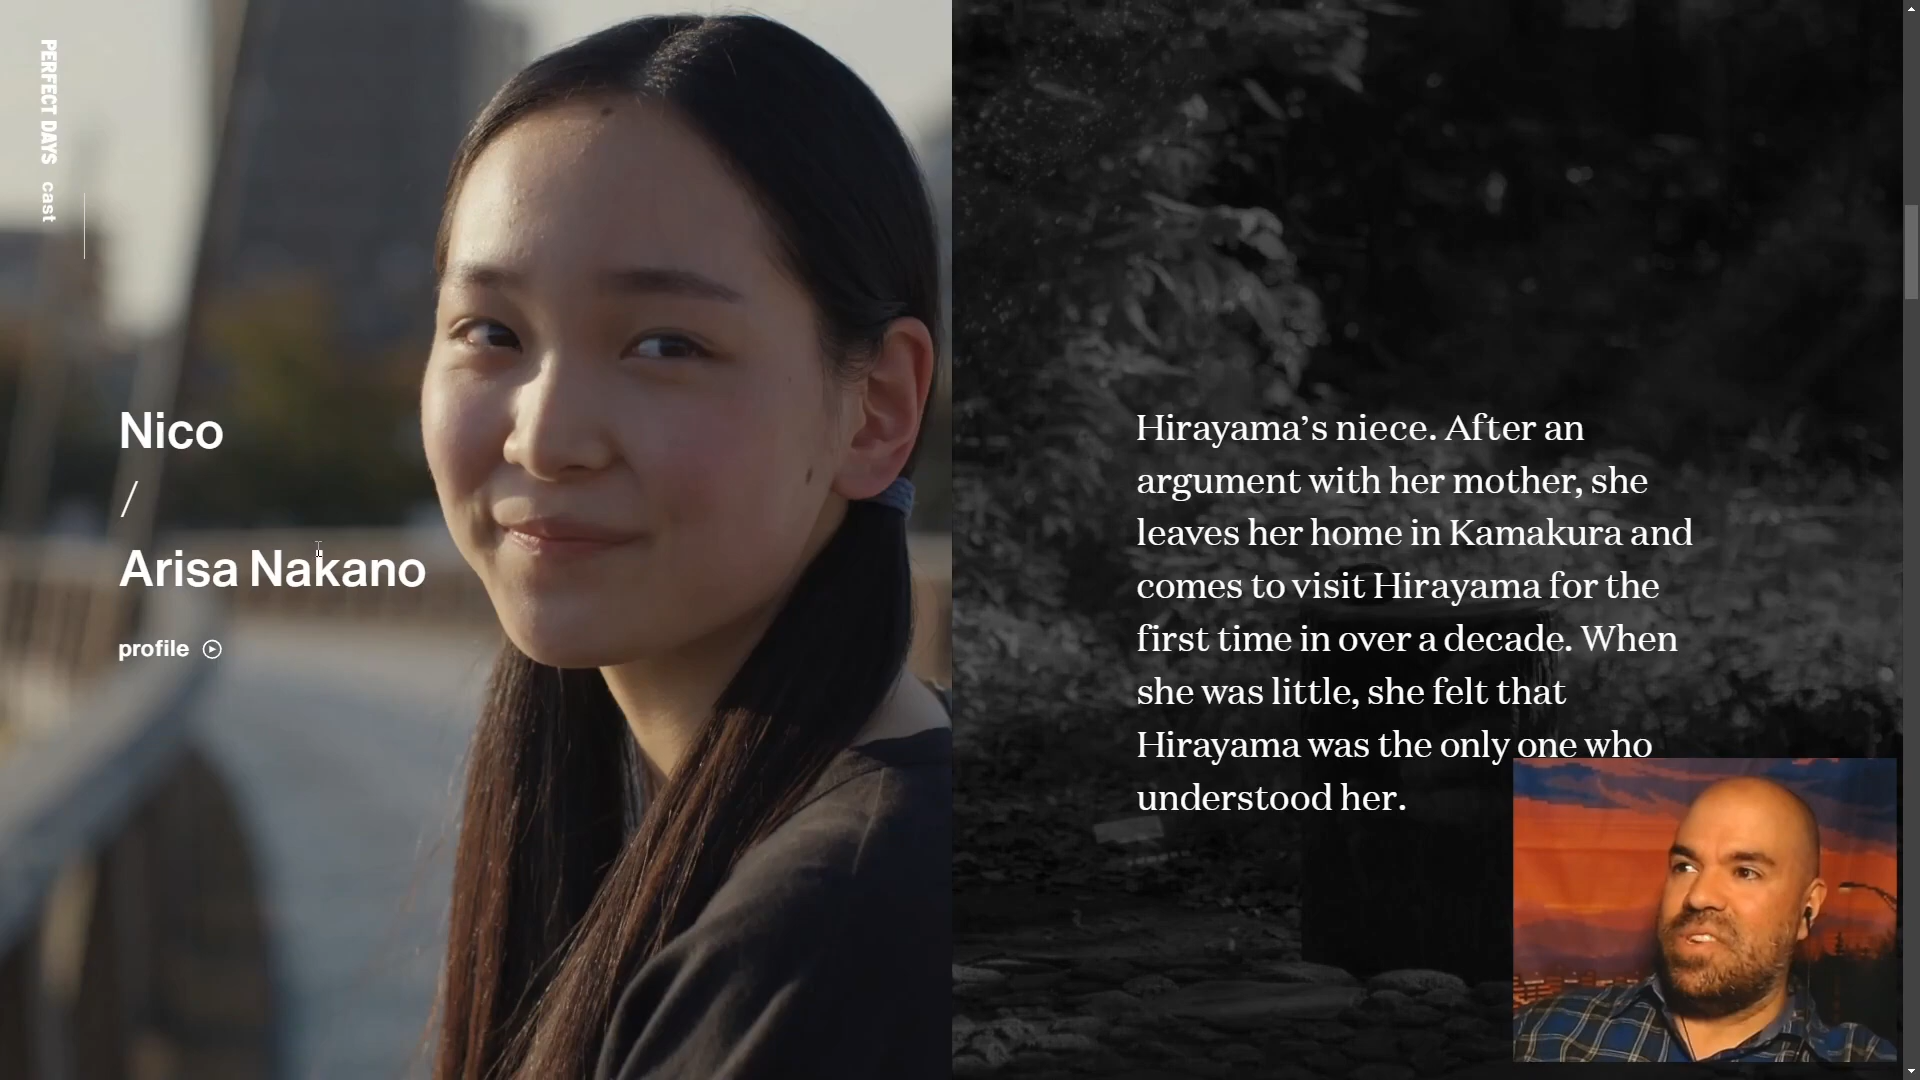 PERFECT DAYS cast
Nico
/
Arisa Nakano
profile
Hirayama’s niece. After an
argument with her mother, she
leaves her home in Kamakura and
comes to visit Hirayama for the
first time in over a decade. When
she was little, she felt that
Hirayama was the only one who
understood her.